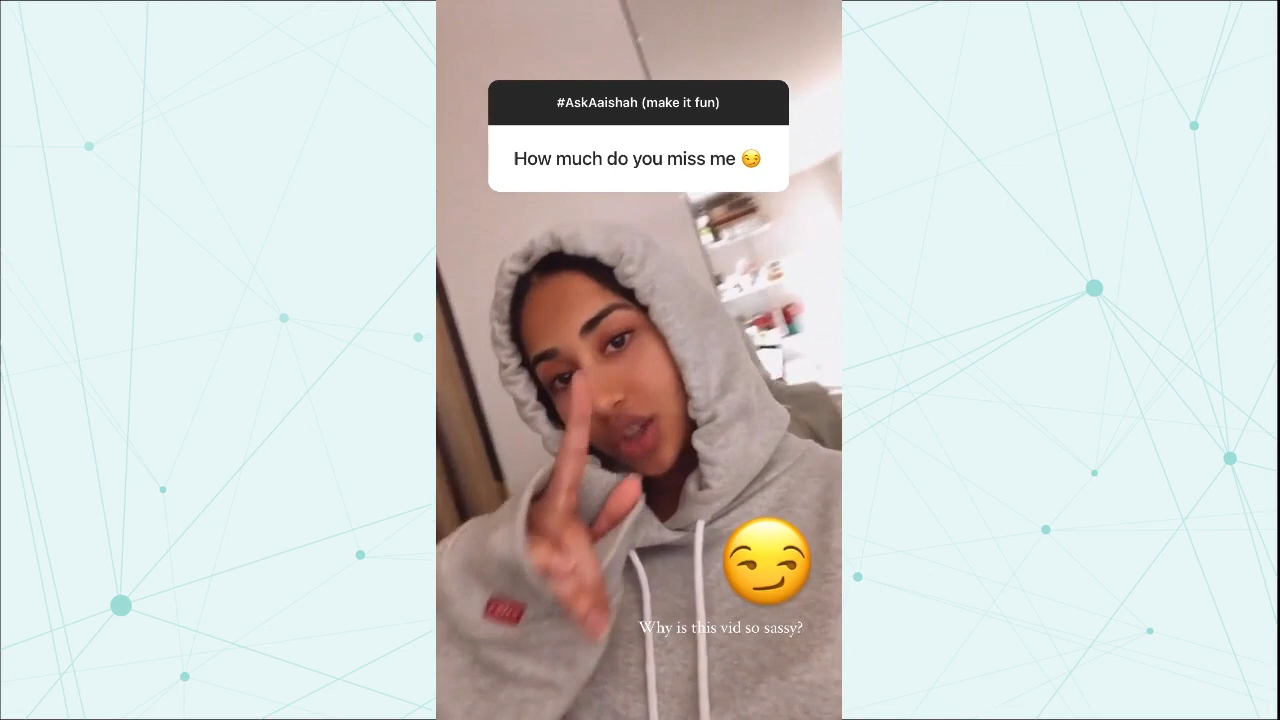 #AskAaishah (make it fun)
How much do you miss me 😏
Why is this vid so sassy?